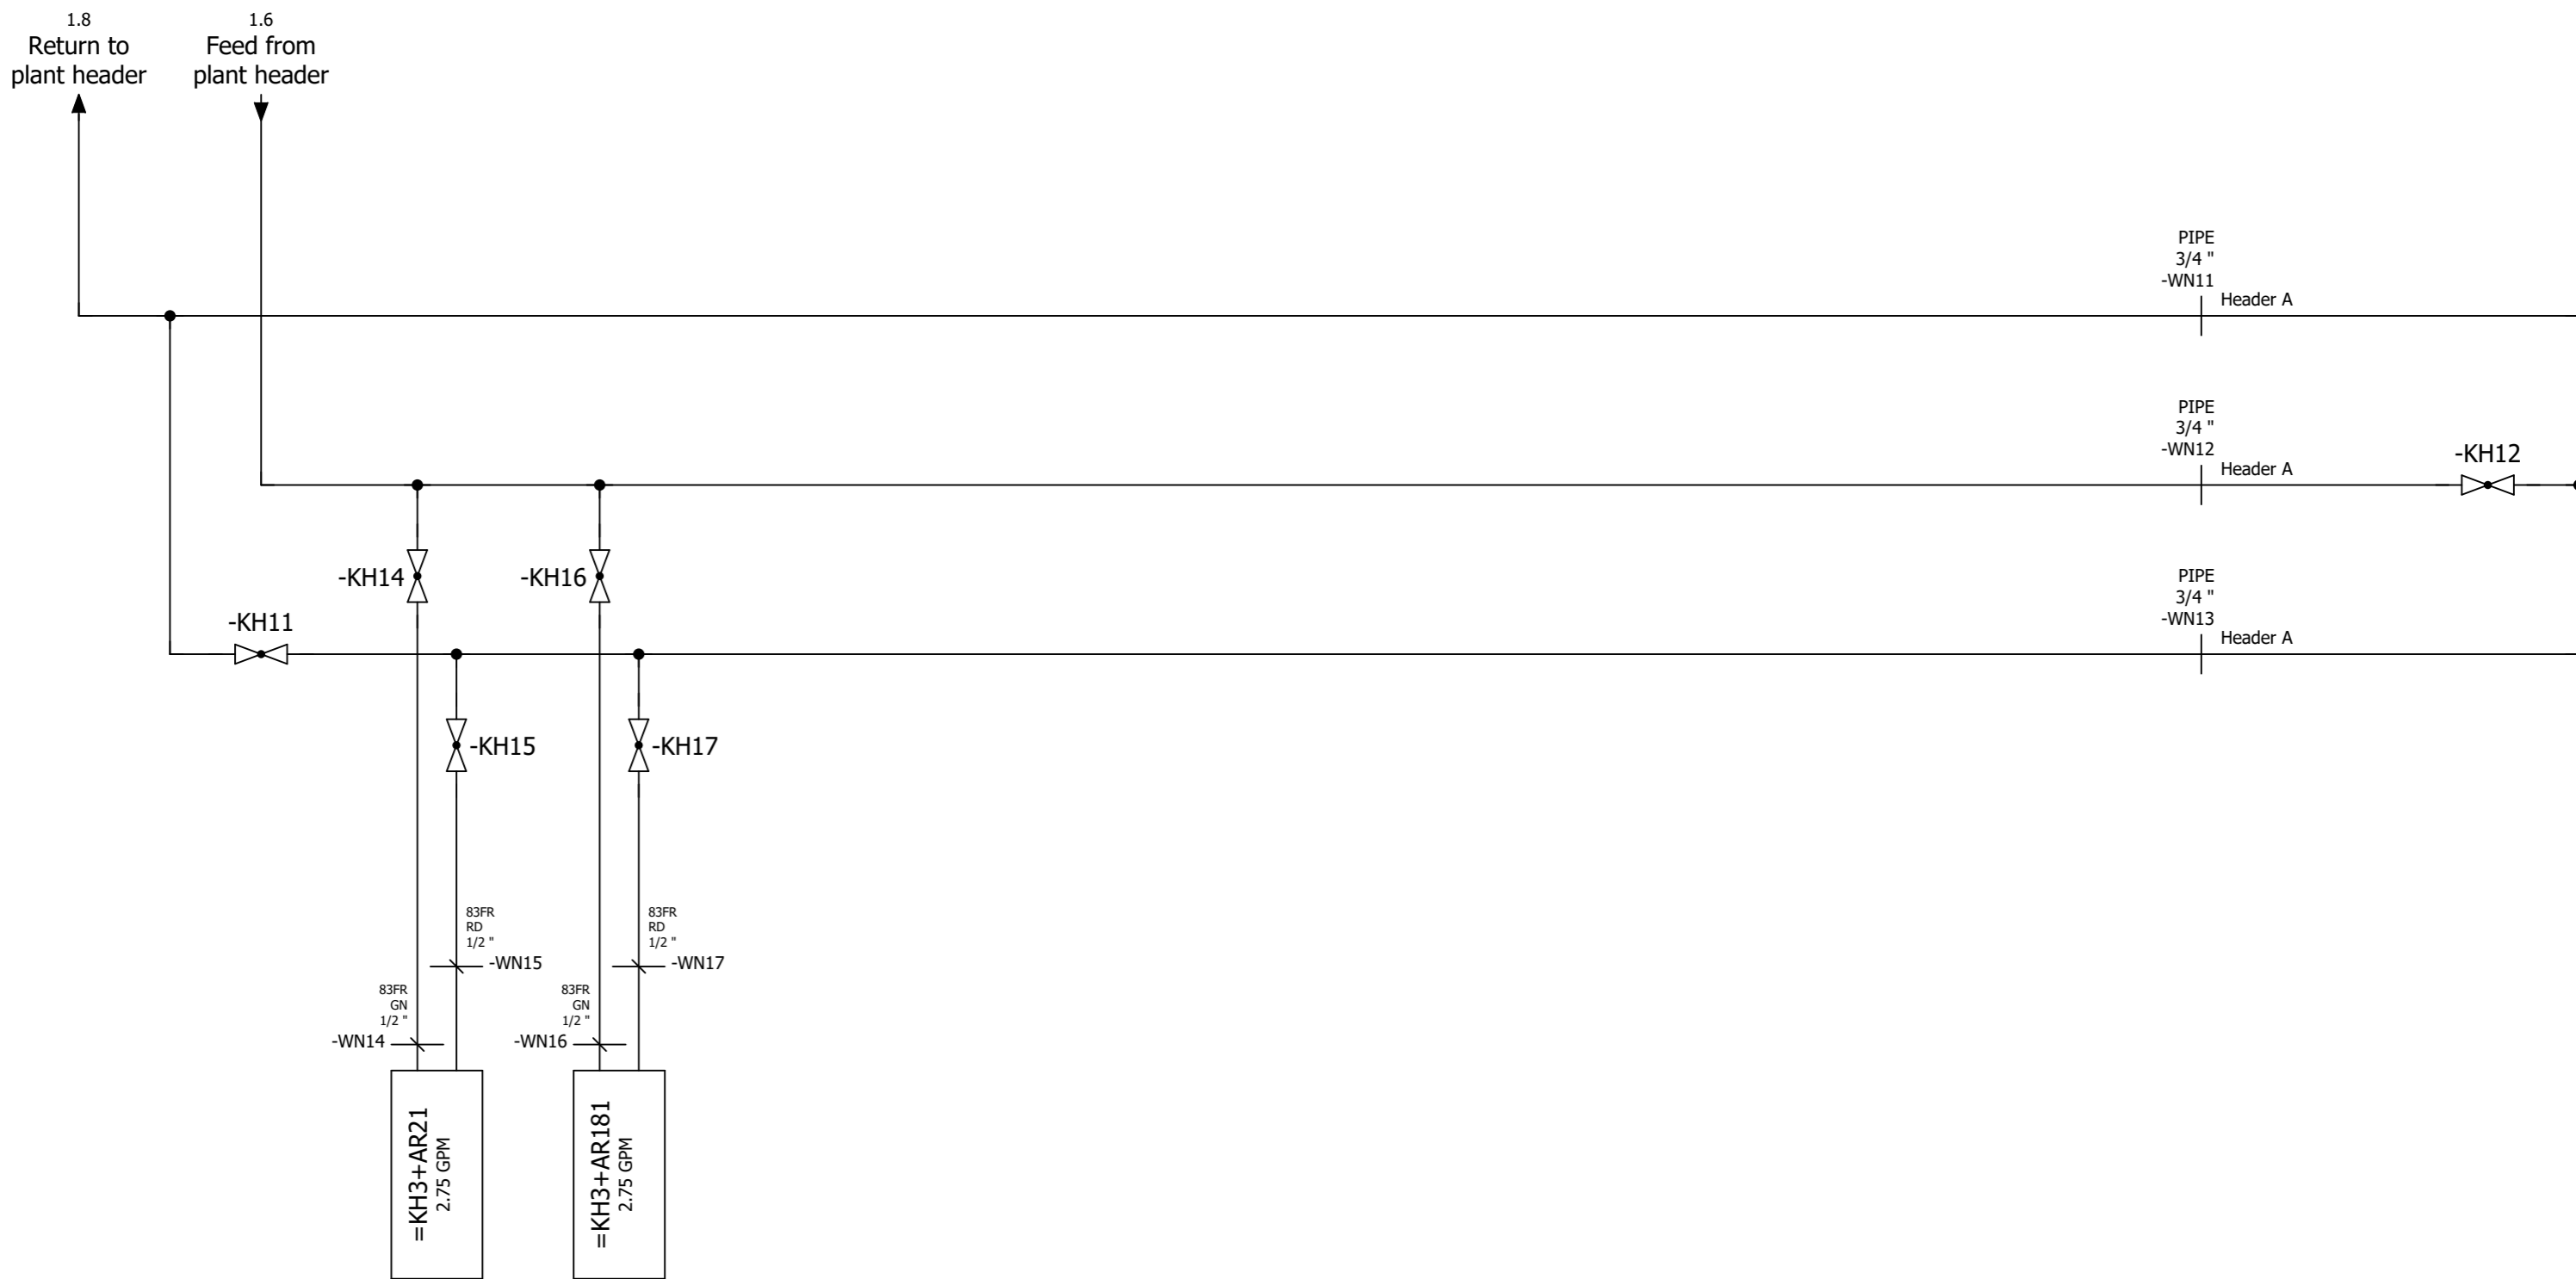 1.8
Return to
plant header
1.6
Feed from
plant header
PIPE
3/4 "
-WN11
Header A
PIPE
3/4 "
-WN12
Header A
-KH12
-KH14
-KH16
PIPE
3/4 "
-WN13
Header A
-KH11
-KH15
-KH17
83FR
RD
1/2 "
-WN15
83FR
RD
1/2 "
-WN17
83FR
GN
1/2 "
-WN14
83FR
GN
1/2 "
-WN16
=KH3+AR21
2.75 GPM
=KH3+AR181
2.75 GPM